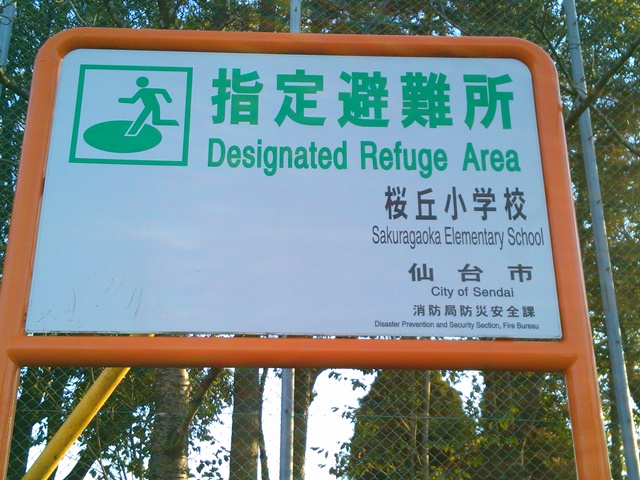 指定避難所
Designated Refuge Area
桜丘小学校
Sakuragaoka Elementary School
仙台市
City of Sendai
消防局防災安全課
Disaster Prevention and Security Section, Fire Bureau